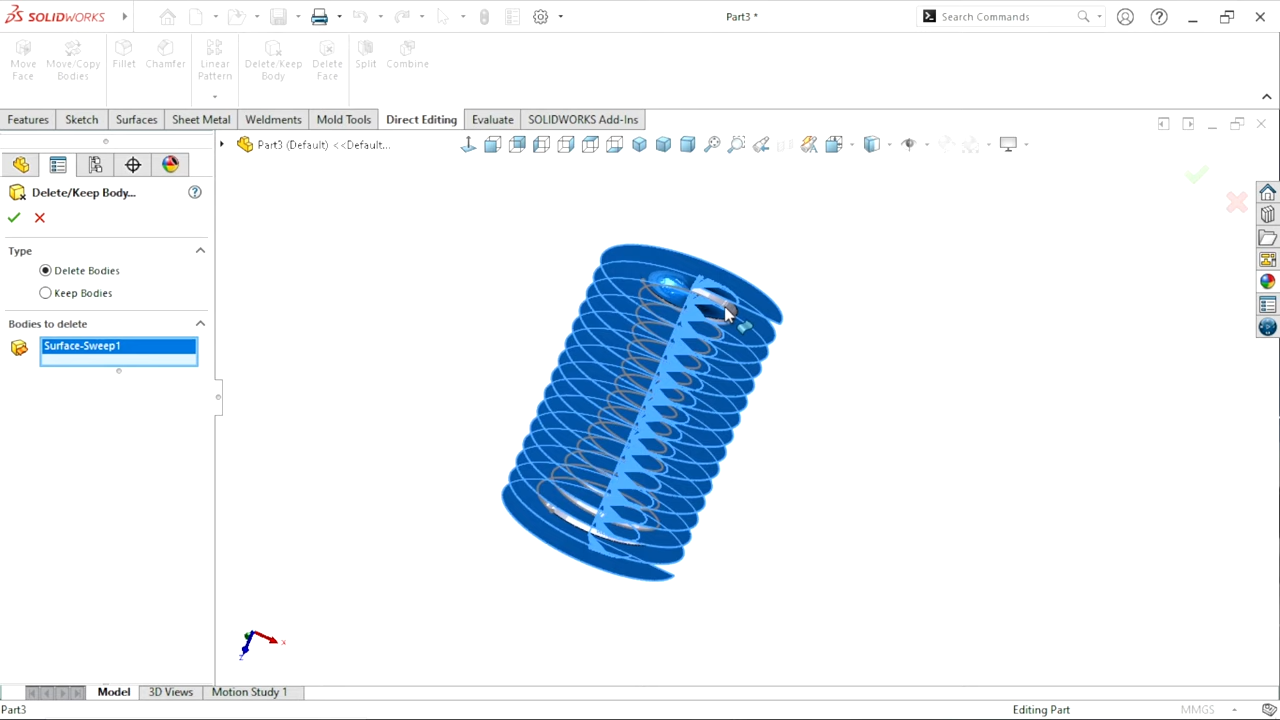 SOLIDWORKS
Part3 *
Search Commands
Move Face
Move/Copy Bodies
Fillet
Chamfer
Linear Pattern
Delete/Keep Body
Delete Face
Split
Combine
Features
Sketch
Surfaces
Sheet Metal
Weldments
Mold Tools
Direct Editing
Evaluate
SOLIDWORKS Add-Ins
Part3 (Default) <<Default...
Delete/Keep Body...
Type
Delete Bodies
Keep Bodies
Bodies to delete
Surface-Sweep1
x
z
Model
3D Views
Motion Study 1
Part3
Editing Part
MMGS